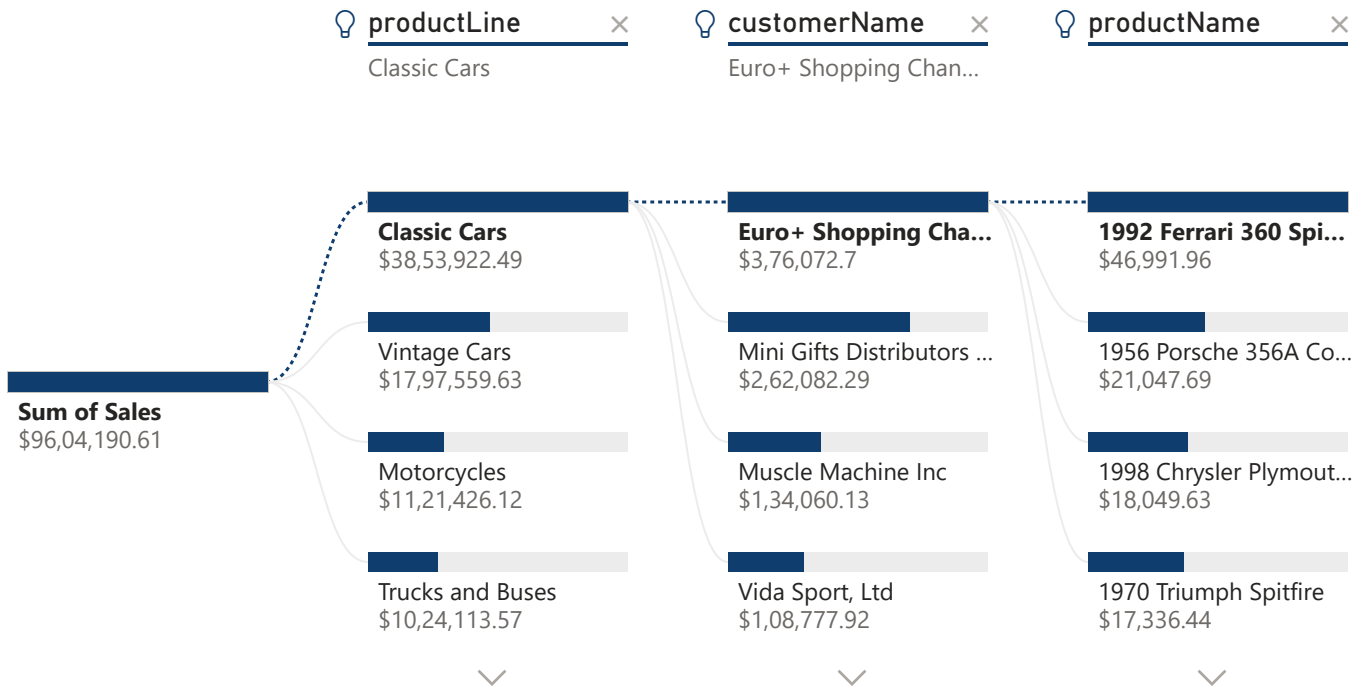 productLine
Classic Cars
customerName
Euro+ Shopping Chan...
productName
Sum of Sales
$96,04,190.61
Classic Cars
$38,53,922.49
Vintage Cars
$17,97,559.63
Motorcycles
$11,21,426.12
Trucks and Buses
$10,24,113.57
Euro+ Shopping Cha...
$3,76,072.7
Mini Gifts Distributors ...
$2,62,082.29
Muscle Machine Inc
$1,34,060.13
Vida Sport, Ltd
$1,08,777.92
1992 Ferrari 360 Spi...
$46,991.96
1956 Porsche 356A Co...
$21,047.69
1998 Chrysler Plymout...
$18,049.63
1970 Triumph Spitfire
$17,336.44